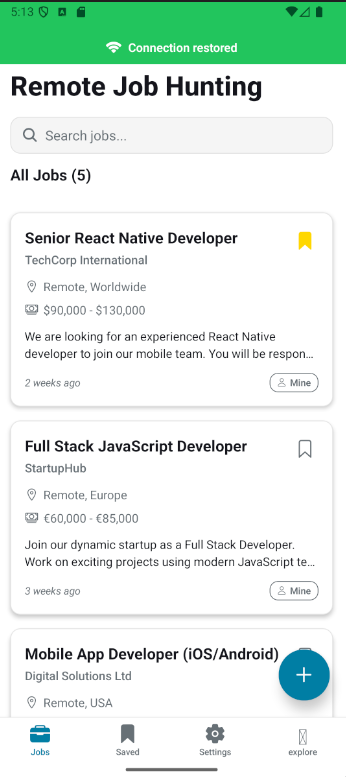 5:13
Connection restored
Remote Job Hunting
Search jobs...
All Jobs (5)
Senior React Native Developer
TechCorp International
Remote, Worldwide
$90,000 - $130,000
We are looking for an experienced React Native
developer to join our mobile team. You will be respon...
2 weeks ago
Mine
Full Stack JavaScript Developer
StartupHub
Remote, Europe
€60,000 - €85,000
Join our dynamic startup as a Full Stack Developer.
Work on exciting projects using modern JavaScript te...
3 weeks ago
Mine
Mobile App Developer (iOS/Android)
Digital Solutions Ltd
Remote, USA
Jobs
Saved
Settings
explore